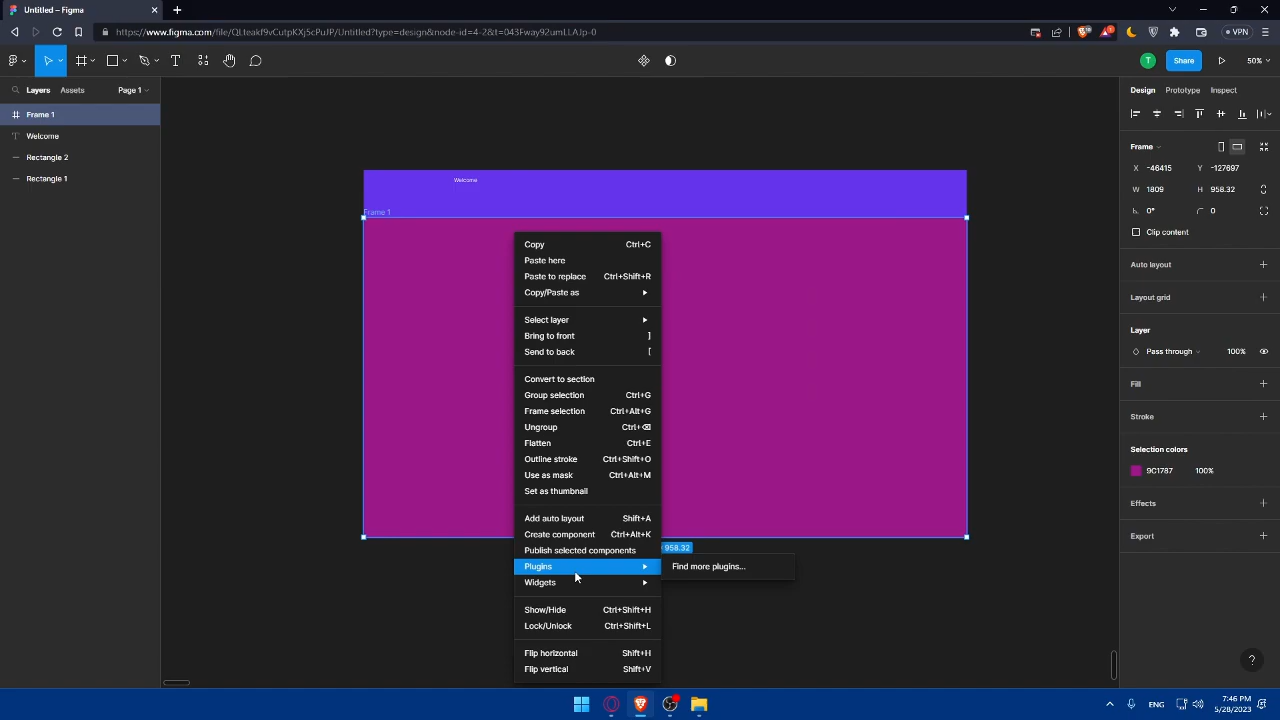 Untitled – Figma
https://www.figma.com/file/QLteakf9vCutpKXj5cPuJP/Untitled?type=design&node-id=4-2&t=043Fway92umLLAJp-0
VPN
T
Share
50%
Layers
Assets
Page 1
Design
Prototype
Inspect
Frame 1
Welcome
Rectangle 2
Rectangle 1
Welcome
Frame 1
Copy Ctrl+C
Paste here
Paste to replace Ctrl+Shift+R
Copy/Paste as
Select layer
Bring to front ]
Send to back [
Convert to section
Group selection Ctrl+G
Frame selection Ctrl+Alt+G
Ungroup Ctrl+⌫
Flatten Ctrl+E
Outline stroke Ctrl+Shift+O
Use as mask Ctrl+Alt+M
Set as thumbnail
Add auto layout Shift+A
Create component Ctrl+Alt+K
Publish selected components
Plugins
Widgets
Show/Hide Ctrl+Shift+H
Lock/Unlock Ctrl+Shift+L
Flip horizontal Shift+H
Flip vertical Shift+V
958.32
Find more plugins...
Frame
X -46415 Y -127697
W 1809 H 958.32
0° 0
Clip content
Auto layout
Layout grid
Layer
Pass through 100%
Fill
Stroke
Selection colors
9C1787 100%
Effects
Export
?
ENG
7:46 PM
5/28/2023